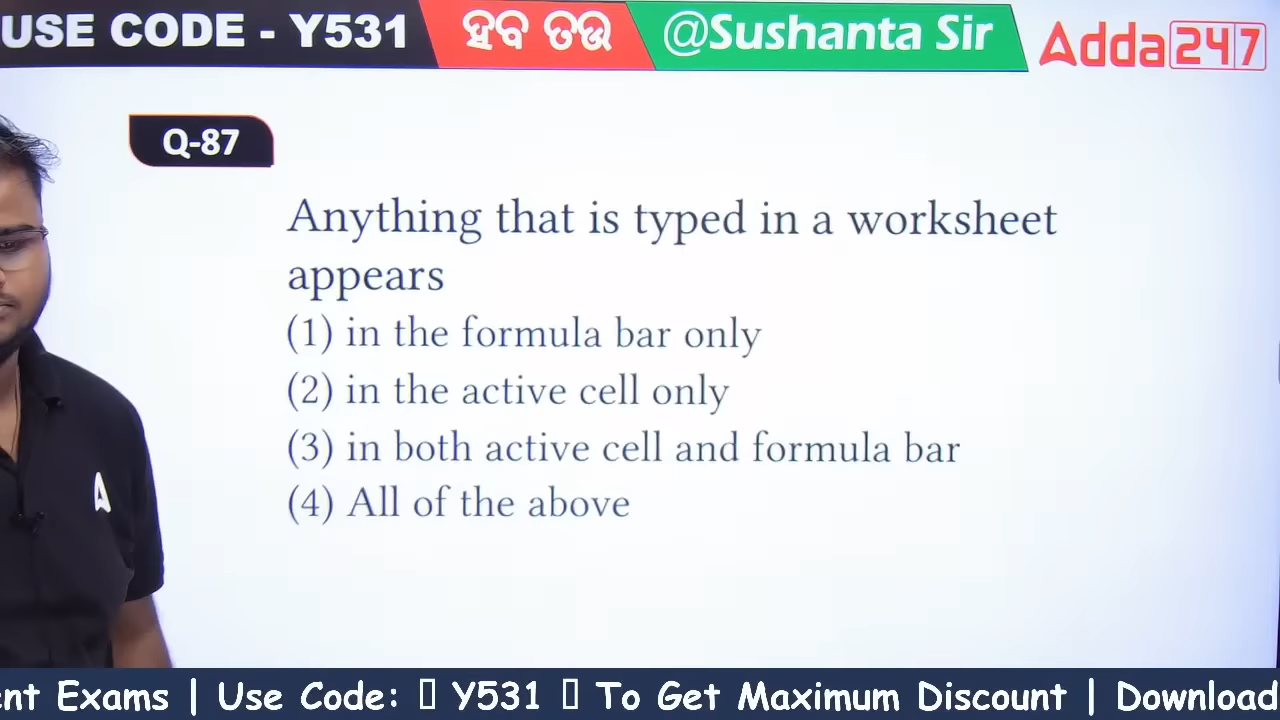 USE CODE - Y531 ହବ ତଉ @Sushanta Sir Adda247
Q-87
Anything that is typed in a worksheet
appears
(1) in the formula bar only
(2) in the active cell only
(3) in both active cell and formula bar
(4) All of the above
ent Exams | Use Code: Y531 To Get Maximum Discount | Download